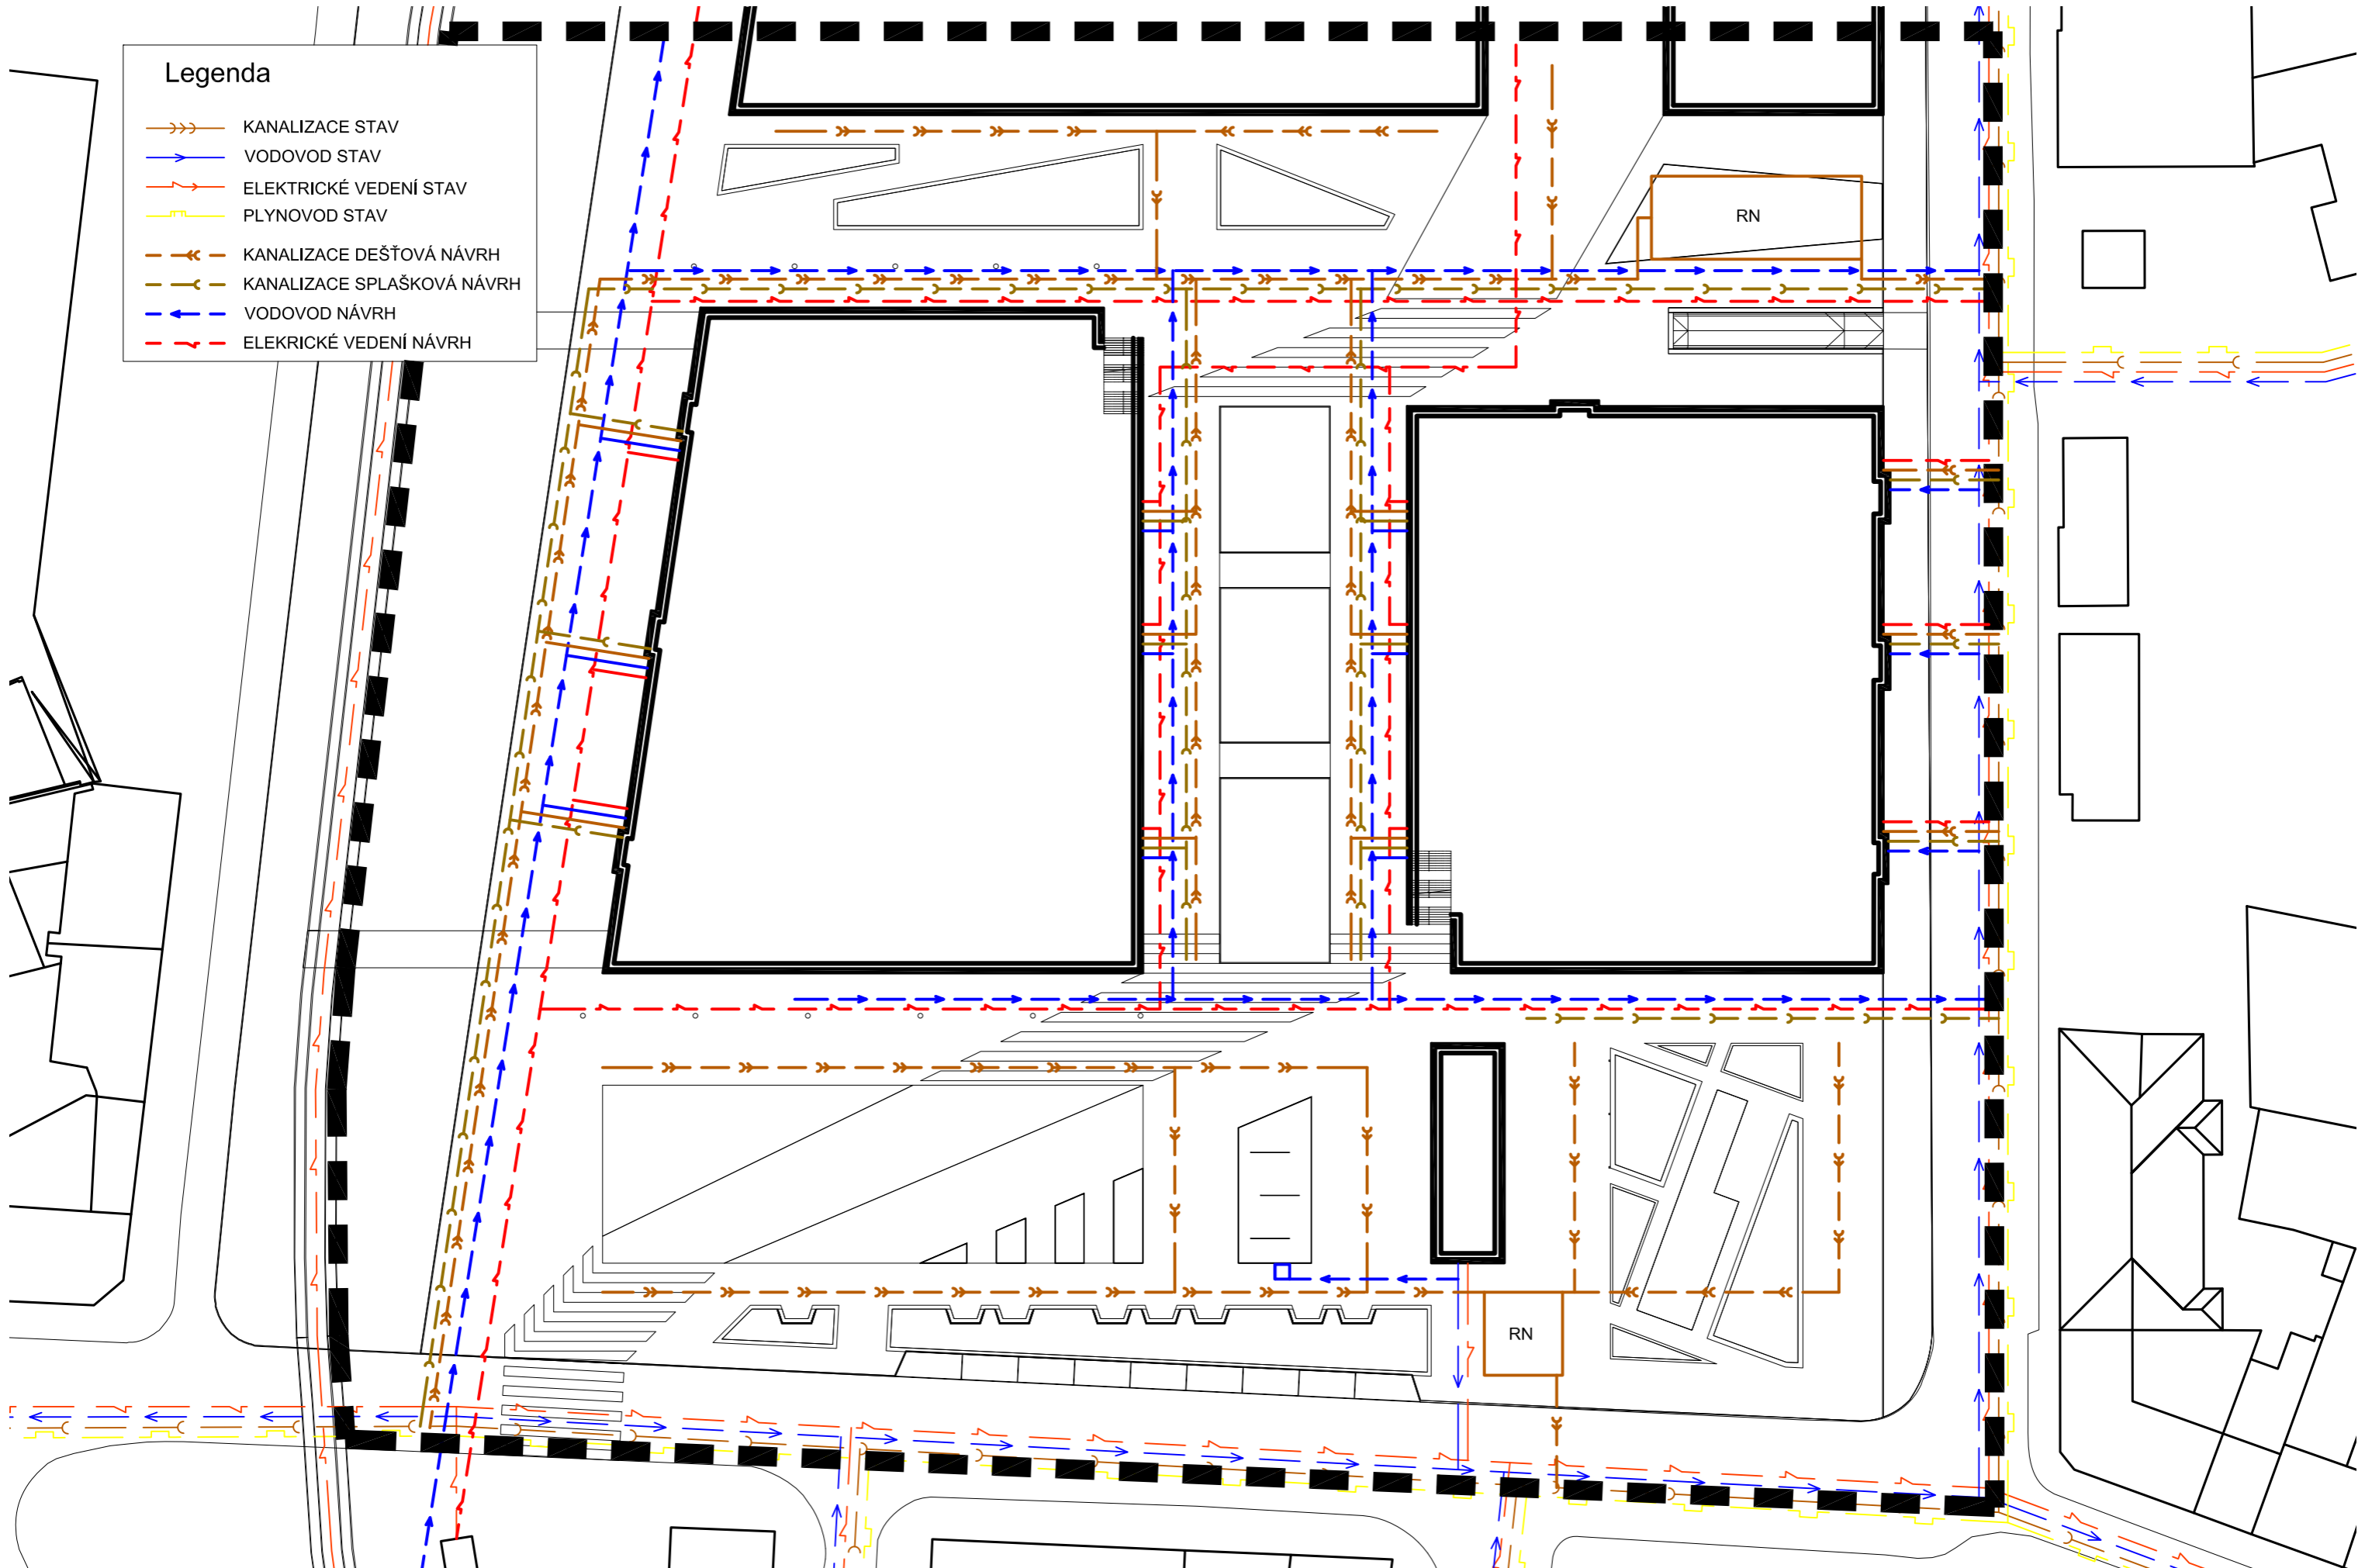 Legenda
KANALIZACE STAV
VODOVOD STAV
ELEKTRICKÉ VEDENÍ STAV
PLYNOVOD STAV
KANALIZACE DEŠŤOVÁ NÁVRH
KANALIZACE SPLAŠKOVÁ NÁVRH
VODOVOD NÁVRH
ELEKRICKÉ VEDENÍ NÁVRH
RN
RN